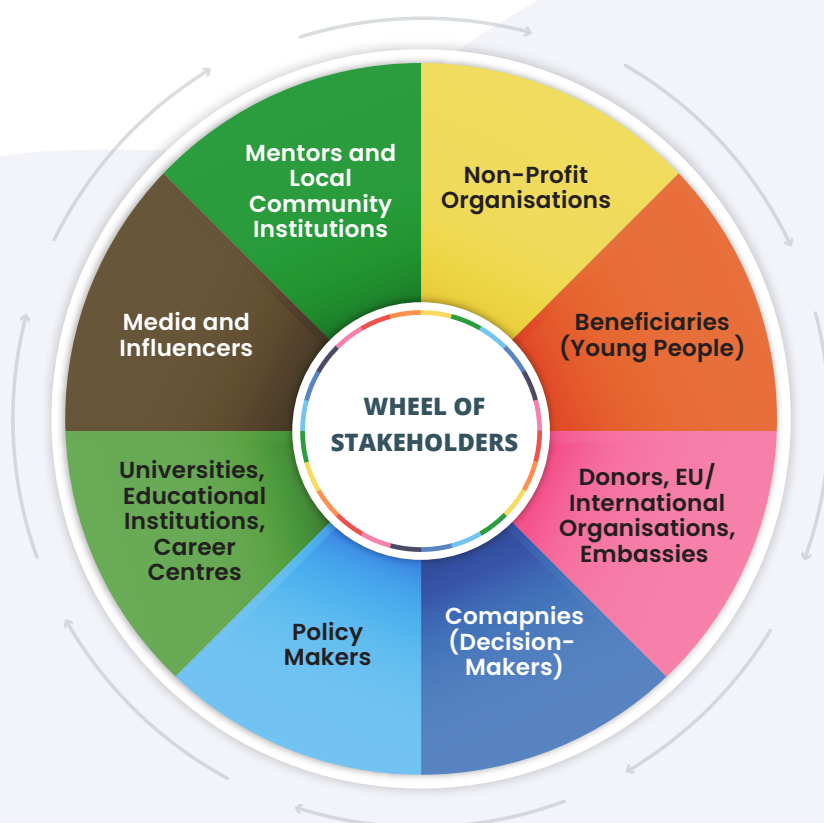 WHEEL OF
STAKEHOLDERS
Non-Profit
Organisations
Beneficiaries
(Young People)
Donors, EU/
International
Organisations,
Embassies
Comapnies
(Decision-
Makers)
Policy
Makers
Universities,
Educational
Institutions,
Career
Centres
Media and
Influencers
Mentors and
Local
Community
Institutions